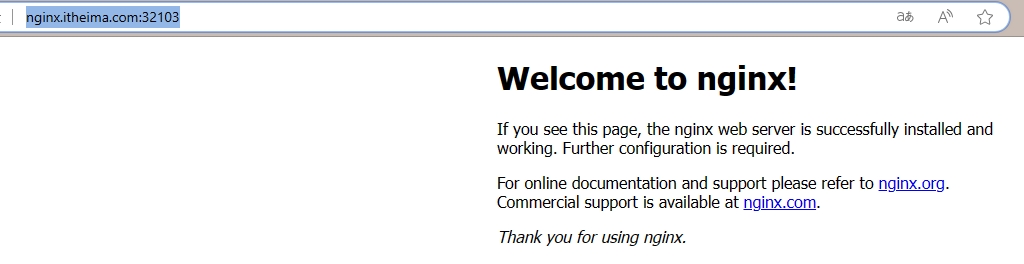 nginx.itheima.com:32103
Welcome to nginx!
If you see this page, the nginx web server is successfully installed and
working. Further configuration is required.
For online documentation and support please refer to nginx.org.
Commercial support is available at nginx.com.
Thank you for using nginx.